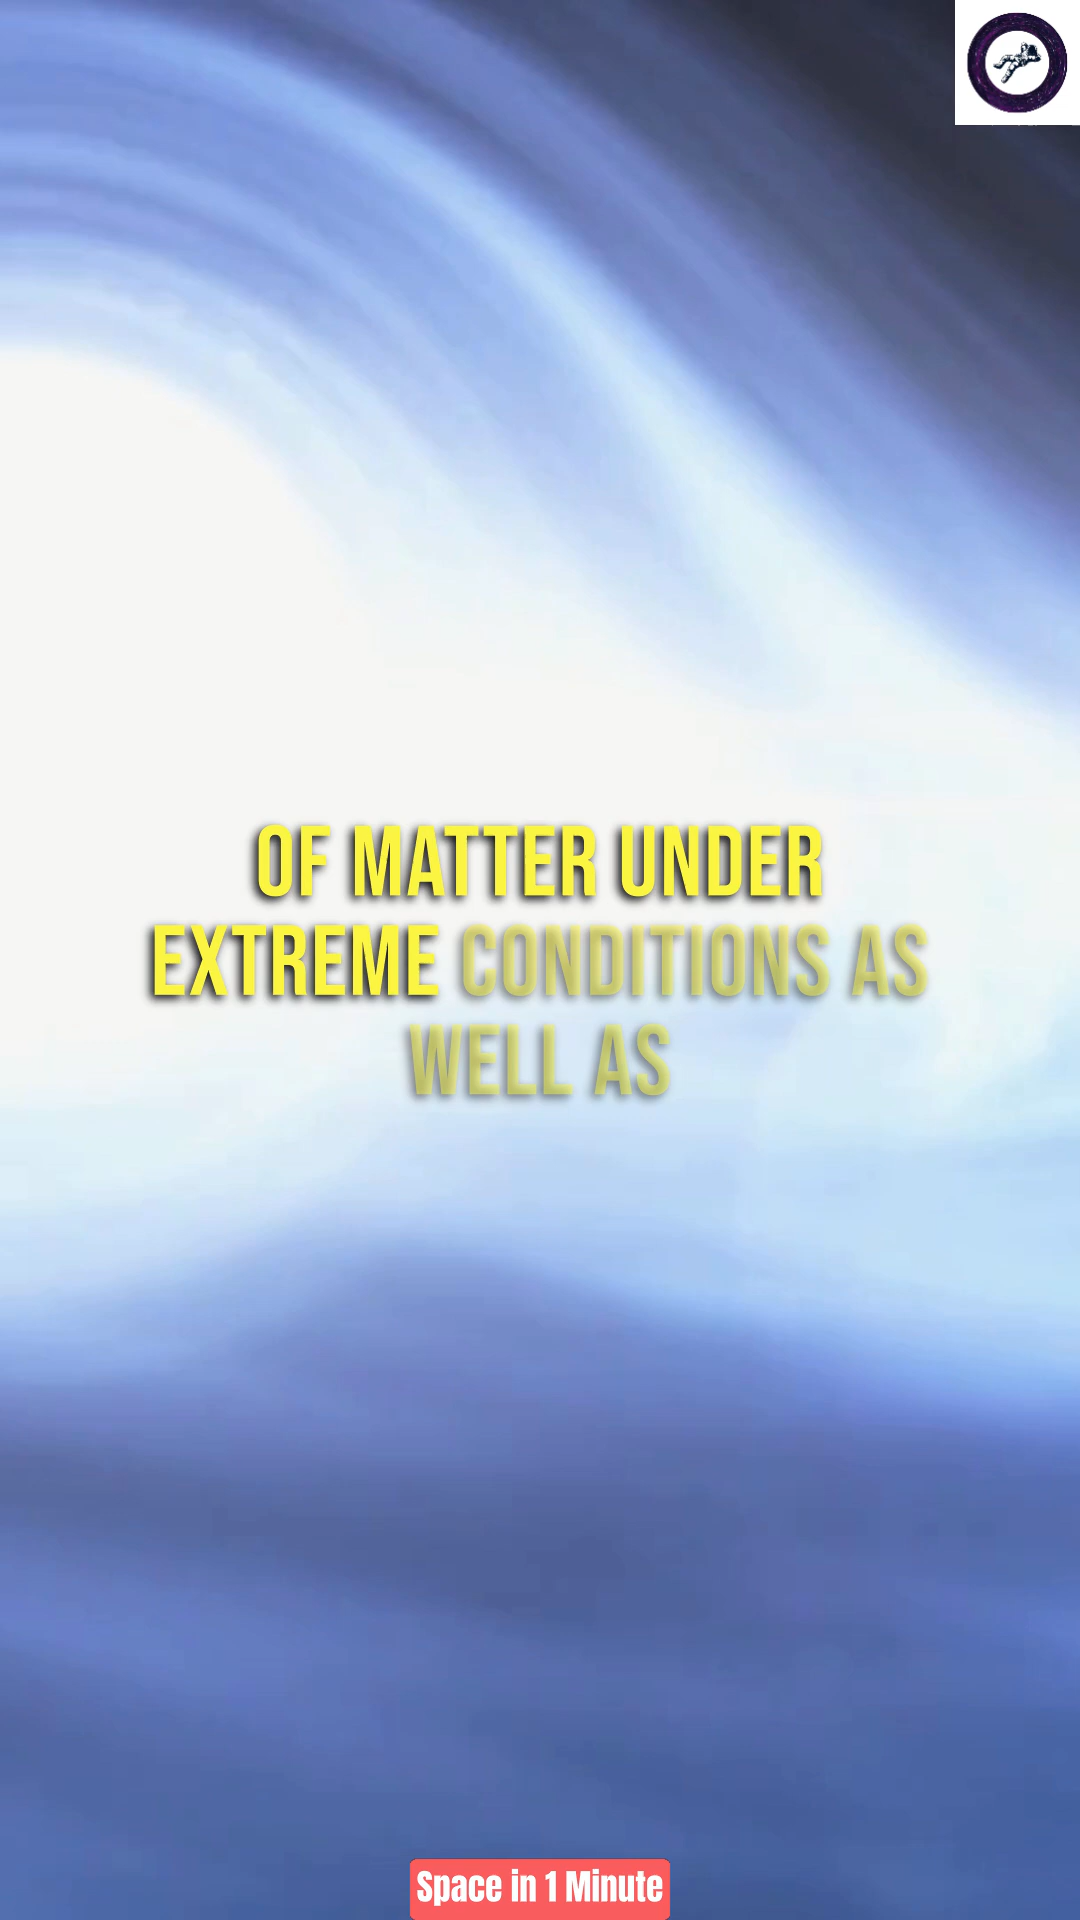 OF MATTER UNDER
EXTREME CONDITIONS AS
WELL AS
Space in 1 Minute